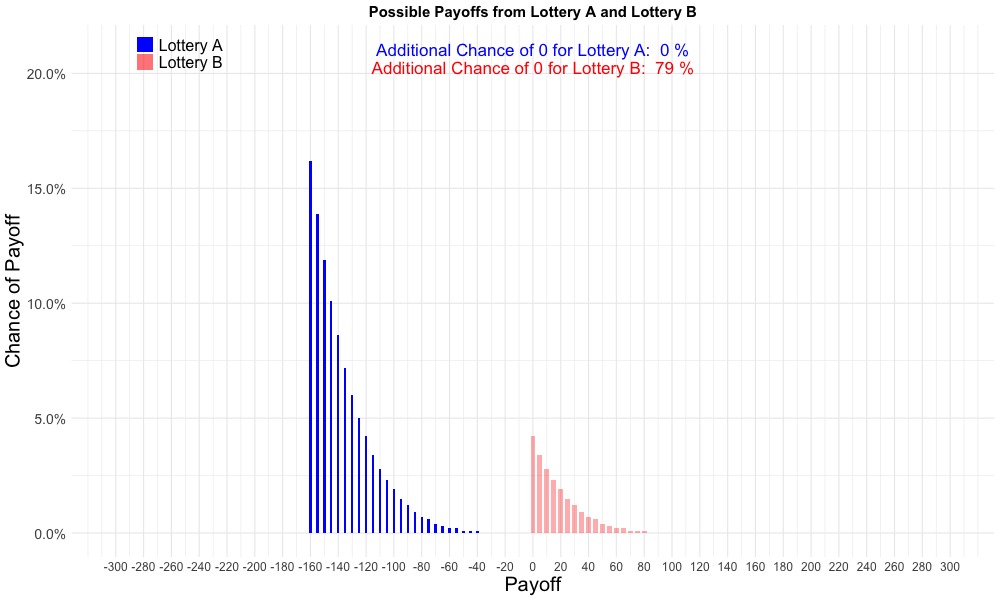 Possible Payoffs from Lottery A and Lottery B
Lottery A
Lottery B
Additional Chance of 0 for Lottery A:  0 %
Additional Chance of 0 for Lottery B:  79 %
Chance of Payoff
20.0%
15.0%
10.0%
5.0%
0.0%
-300 -280 -260 -240 -220 -200 -180 -160 -140 -120 -100 -80 -60 -40 -20 0 20 40 60 80 100 120 140 160 180 200 220 240 260 280 300
Payoff